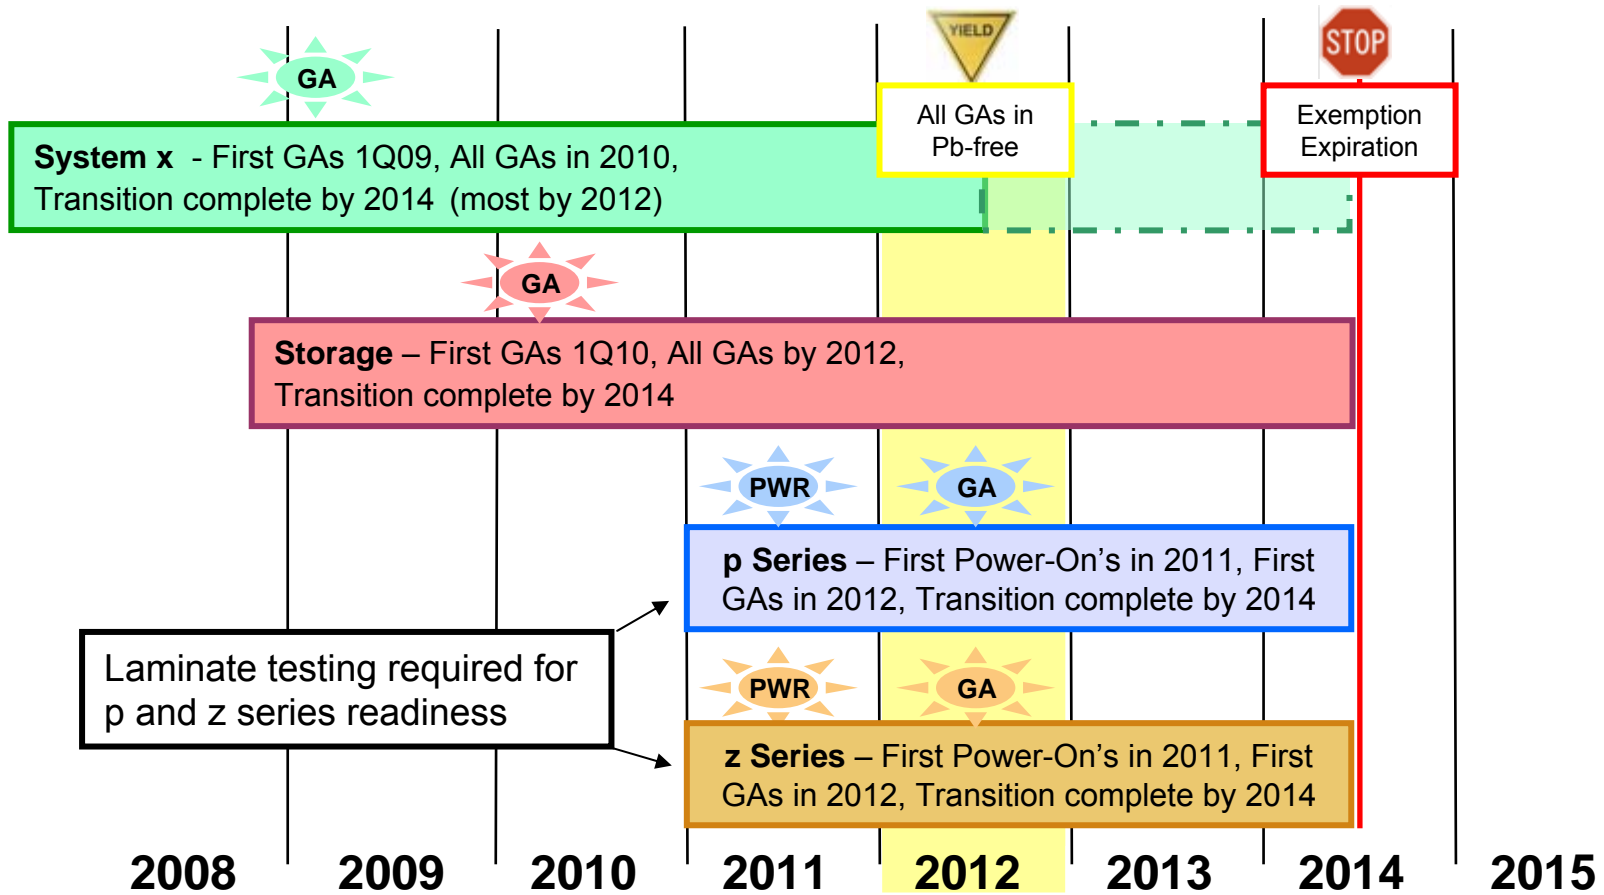 YIELD
STOP
GA
All GAs in
Pb-free
Exemption
Expiration
System x - First GAs 1Q09, All GAs in 2010,
Transition complete by 2014 (most by 2012)
GA
Storage – First GAs 1Q10, All GAs by 2012,
Transition complete by 2014
PWR
GA
p Series – First Power-On's in 2011, First
GAs in 2012, Transition complete by 2014
Laminate testing required for
p and z series readiness
PWR
GA
z Series – First Power-On's in 2011, First
GAs in 2012, Transition complete by 2014
2008 2009 2010 2011 2012 2013 2014 2015